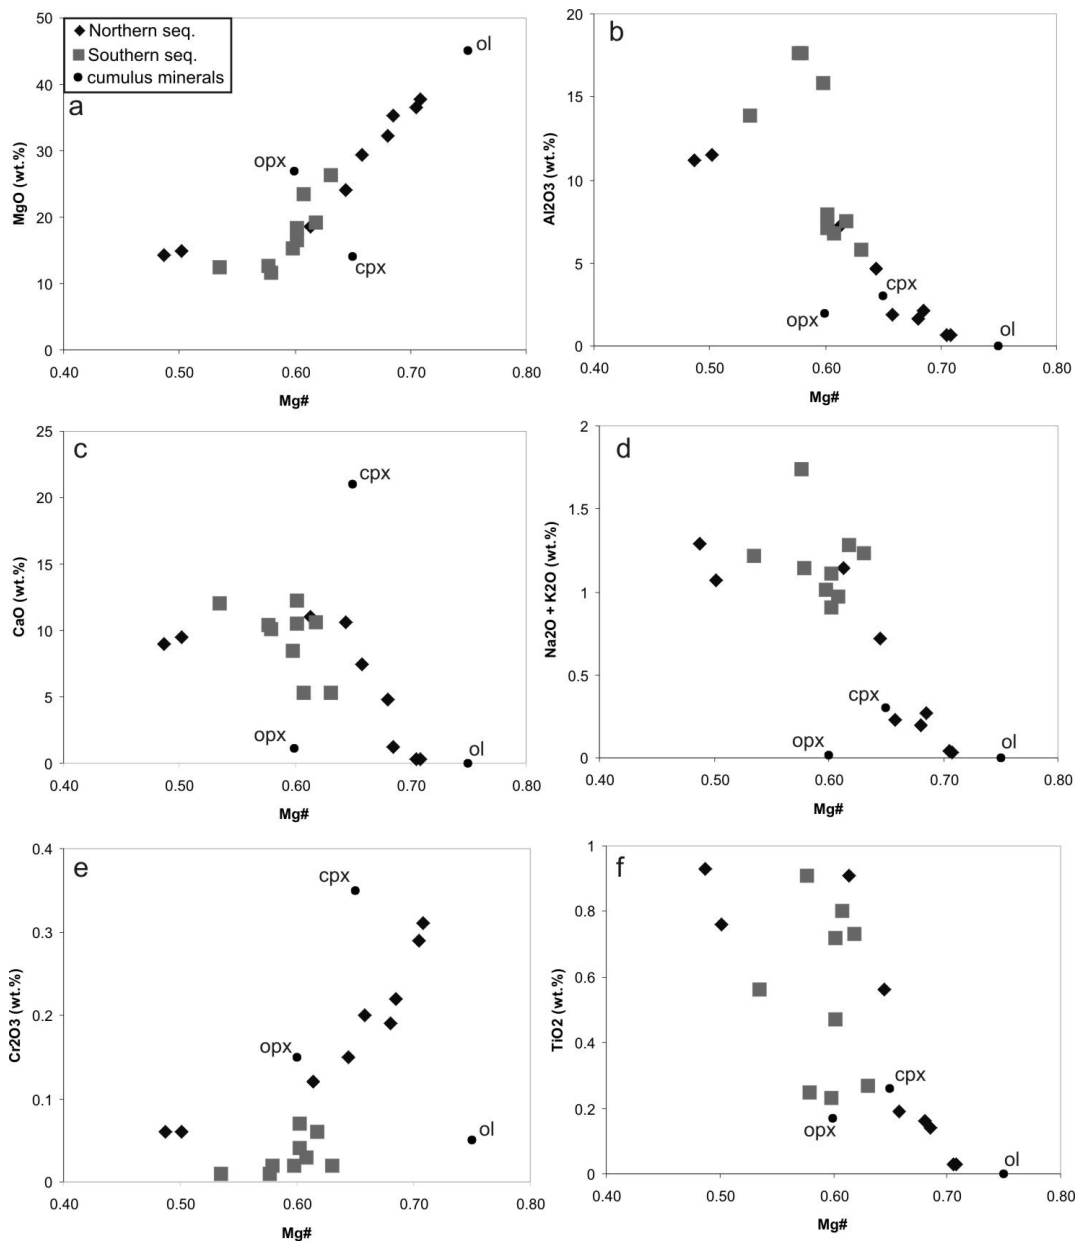 50
Northern seq.
Southern seq.
cumulus minerals
a
ol
40
30
opx
20
cpx
10
0
0.40 0.50 0.60 0.70 0.80
MgO (wt.%)
Mg#
20
b
15
10
5
cpx
opx
ol
0
0.40 0.50 0.60 0.70 0.80
Al2O3 (wt.%)
Mg#
25
c
cpx
20
15
10
5
opx
ol
0
0.40 0.50 0.60 0.70 0.80
CaO (wt.%)
Mg#
2
d
1.5
1
0.5
cpx
opx
ol
0
0.40 0.50 0.60 0.70 0.80
Na2O + K2O (wt.%)
Mg#
0.4
e
cpx
0.3
0.2
opx
0.1
ol
0
0.40 0.50 0.60 0.70 0.80
Cr2O3 (wt.%)
Mg#
1
f
0.8
0.6
0.4
cpx
0.2
opx
ol
0
0.40 0.50 0.60 0.70 0.80
TiO2 (wt.%)
Mg#